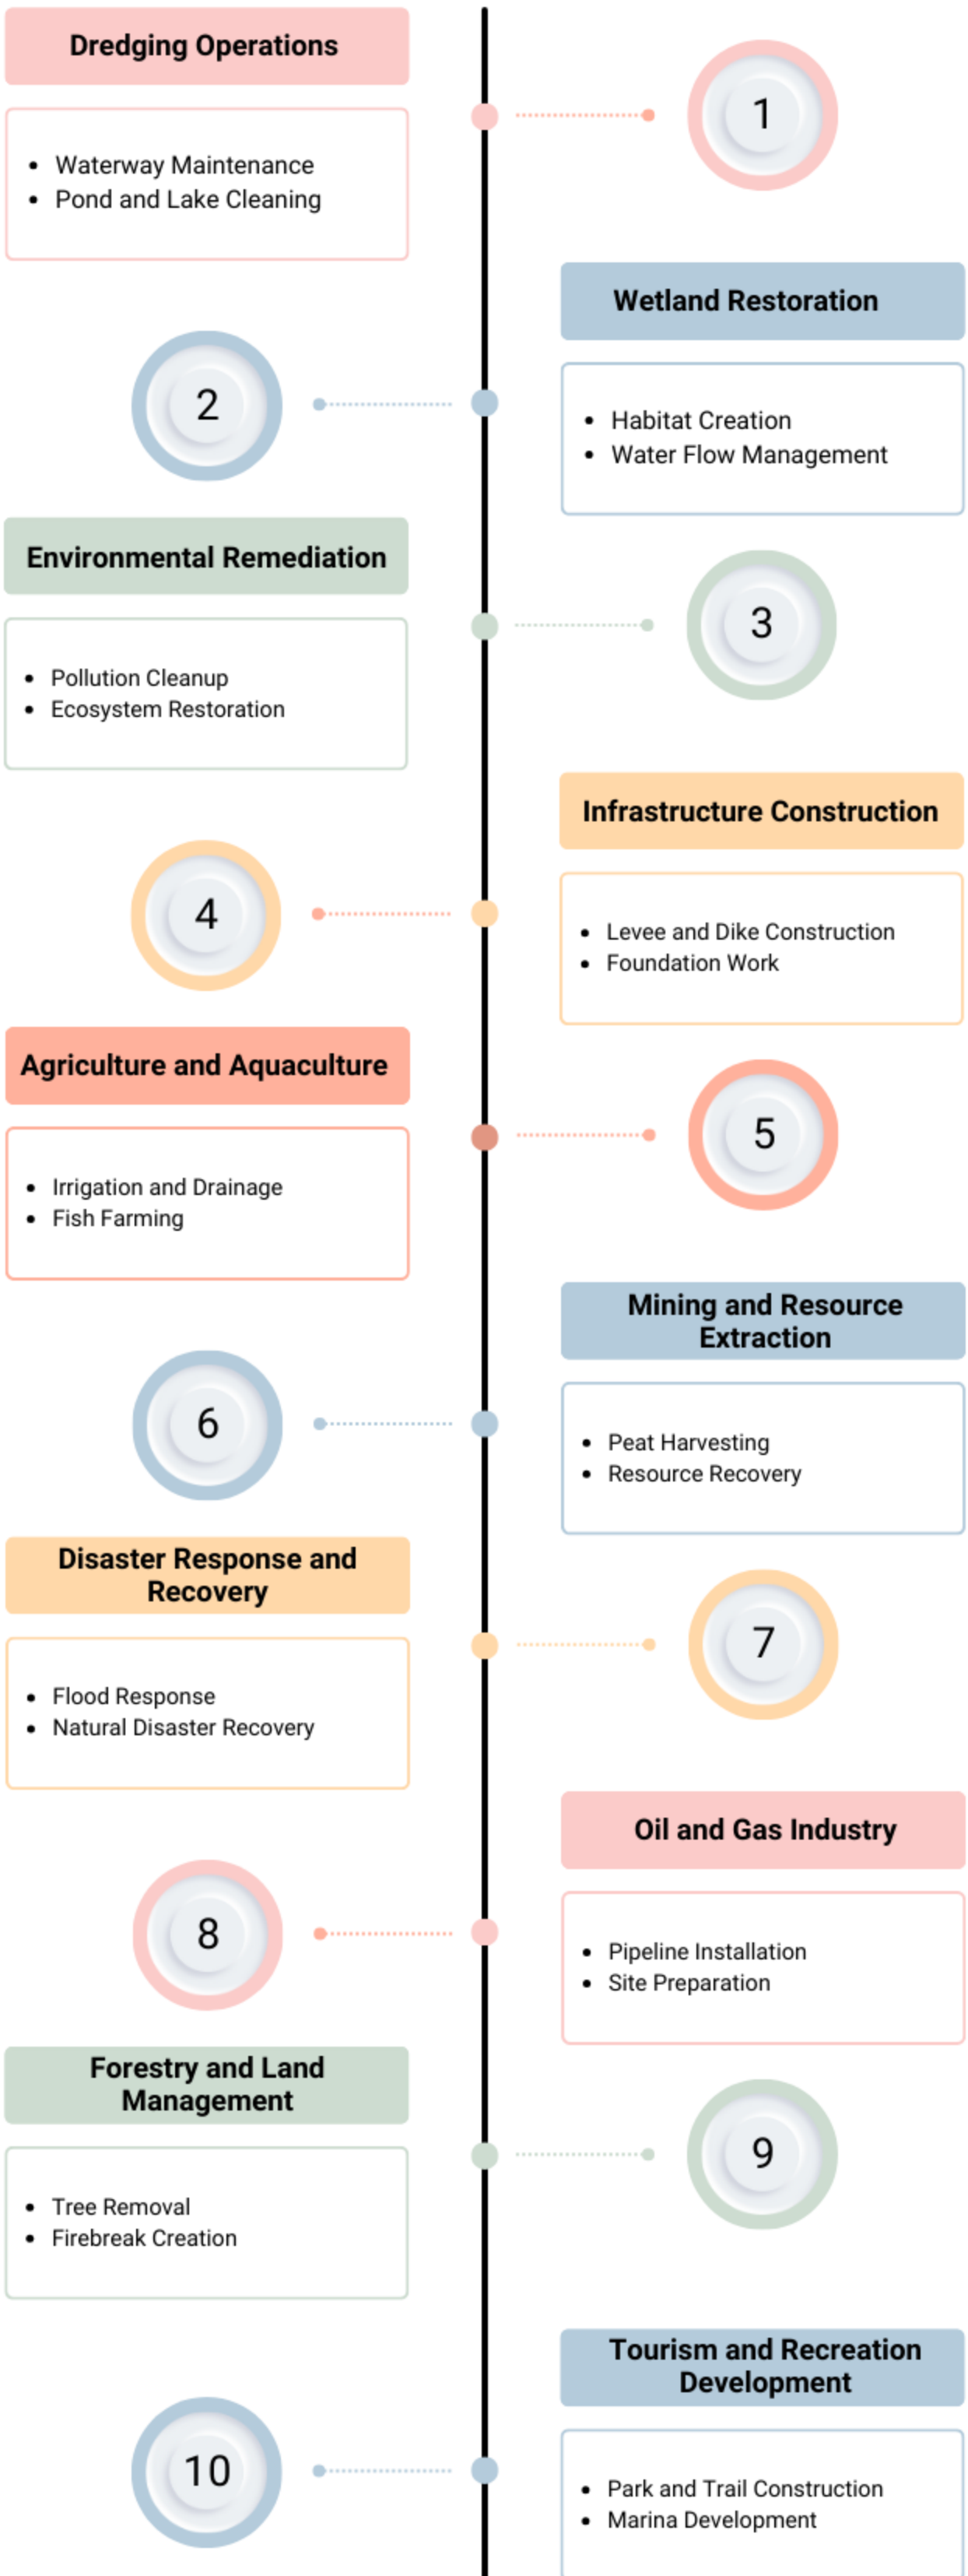 Dredging Operations
1
• Waterway Maintenance
• Pond and Lake Cleaning
Wetland Restoration
2
• Habitat Creation
• Water Flow Management
Environmental Remediation
3
• Pollution Cleanup
• Ecosystem Restoration
Infrastructure Construction
4
• Levee and Dike Construction
• Foundation Work
Agriculture and Aquaculture
5
• Irrigation and Drainage
• Fish Farming
Mining and Resource
Extraction
6
• Peat Harvesting
• Resource Recovery
Disaster Response and
Recovery
7
• Flood Response
• Natural Disaster Recovery
Oil and Gas Industry
8
• Pipeline Installation
• Site Preparation
Forestry and Land
Management
9
• Tree Removal
• Firebreak Creation
Tourism and Recreation
Development
10
• Park and Trail Construction
• Marina Development